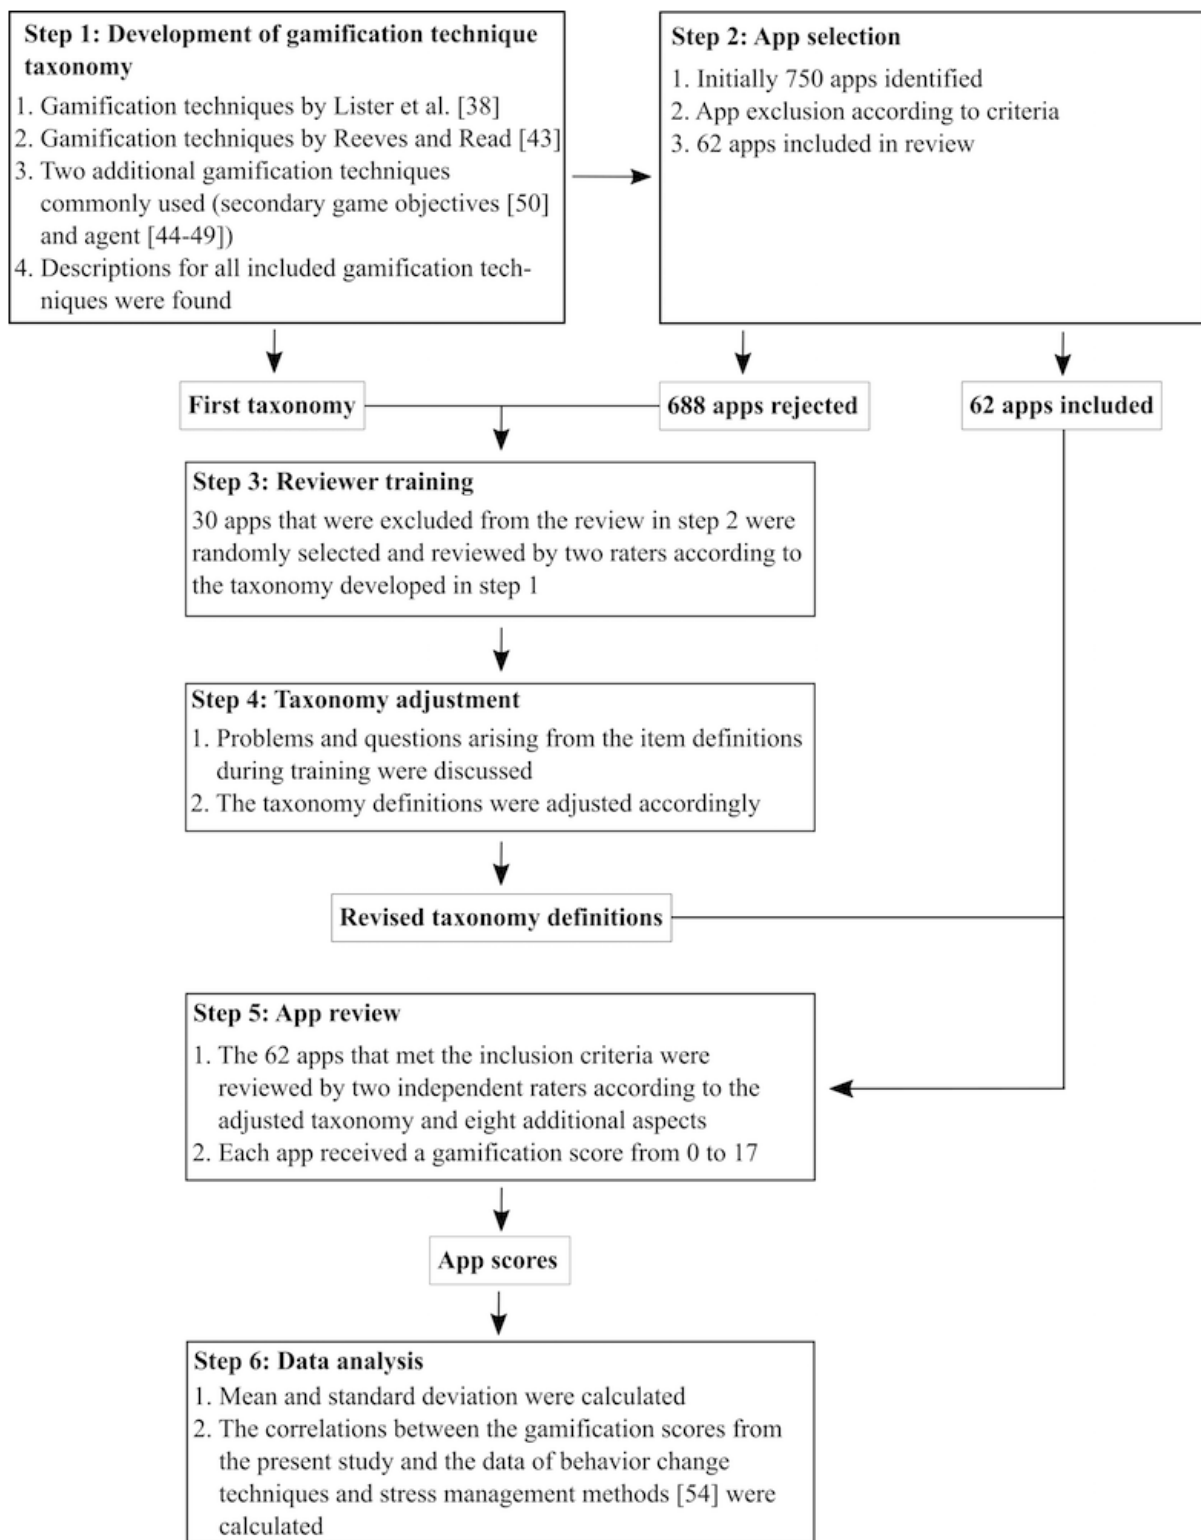 Step 1: Development of gamification technique
taxonomy
1. Gamification techniques by Lister et al. [38]
2. Gamification techniques by Reeves and Read [43]
3. Two additional gamification techniques
commonly used (secondary game objectives [50]
and agent [44-49])
4. Descriptions for all included gamification tech-
niques were found
Step 2: App selection
1. Initially 750 apps identified
2. App exclusion according to criteria
3. 62 apps included in review
First taxonomy
688 apps rejected
62 apps included
Step 3: Reviewer training
30 apps that were excluded from the review in step 2 were
randomly selected and reviewed by two raters according to
the taxonomy developed in step 1
Step 4: Taxonomy adjustment
1. Problems and questions arising from the item definitions
during training were discussed
2. The taxonomy definitions were adjusted accordingly
Revised taxonomy definitions
Step 5: App review
1. The 62 apps that met the inclusion criteria were
reviewed by two independent raters according to the
adjusted taxonomy and eight additional aspects
2. Each app received a gamification score from 0 to 17
App scores
Step 6: Data analysis
1. Mean and standard deviation were calculated
2. The correlations between the gamification scores from
the present study and the data of behavior change
techniques and stress management methods [54] were
calculated